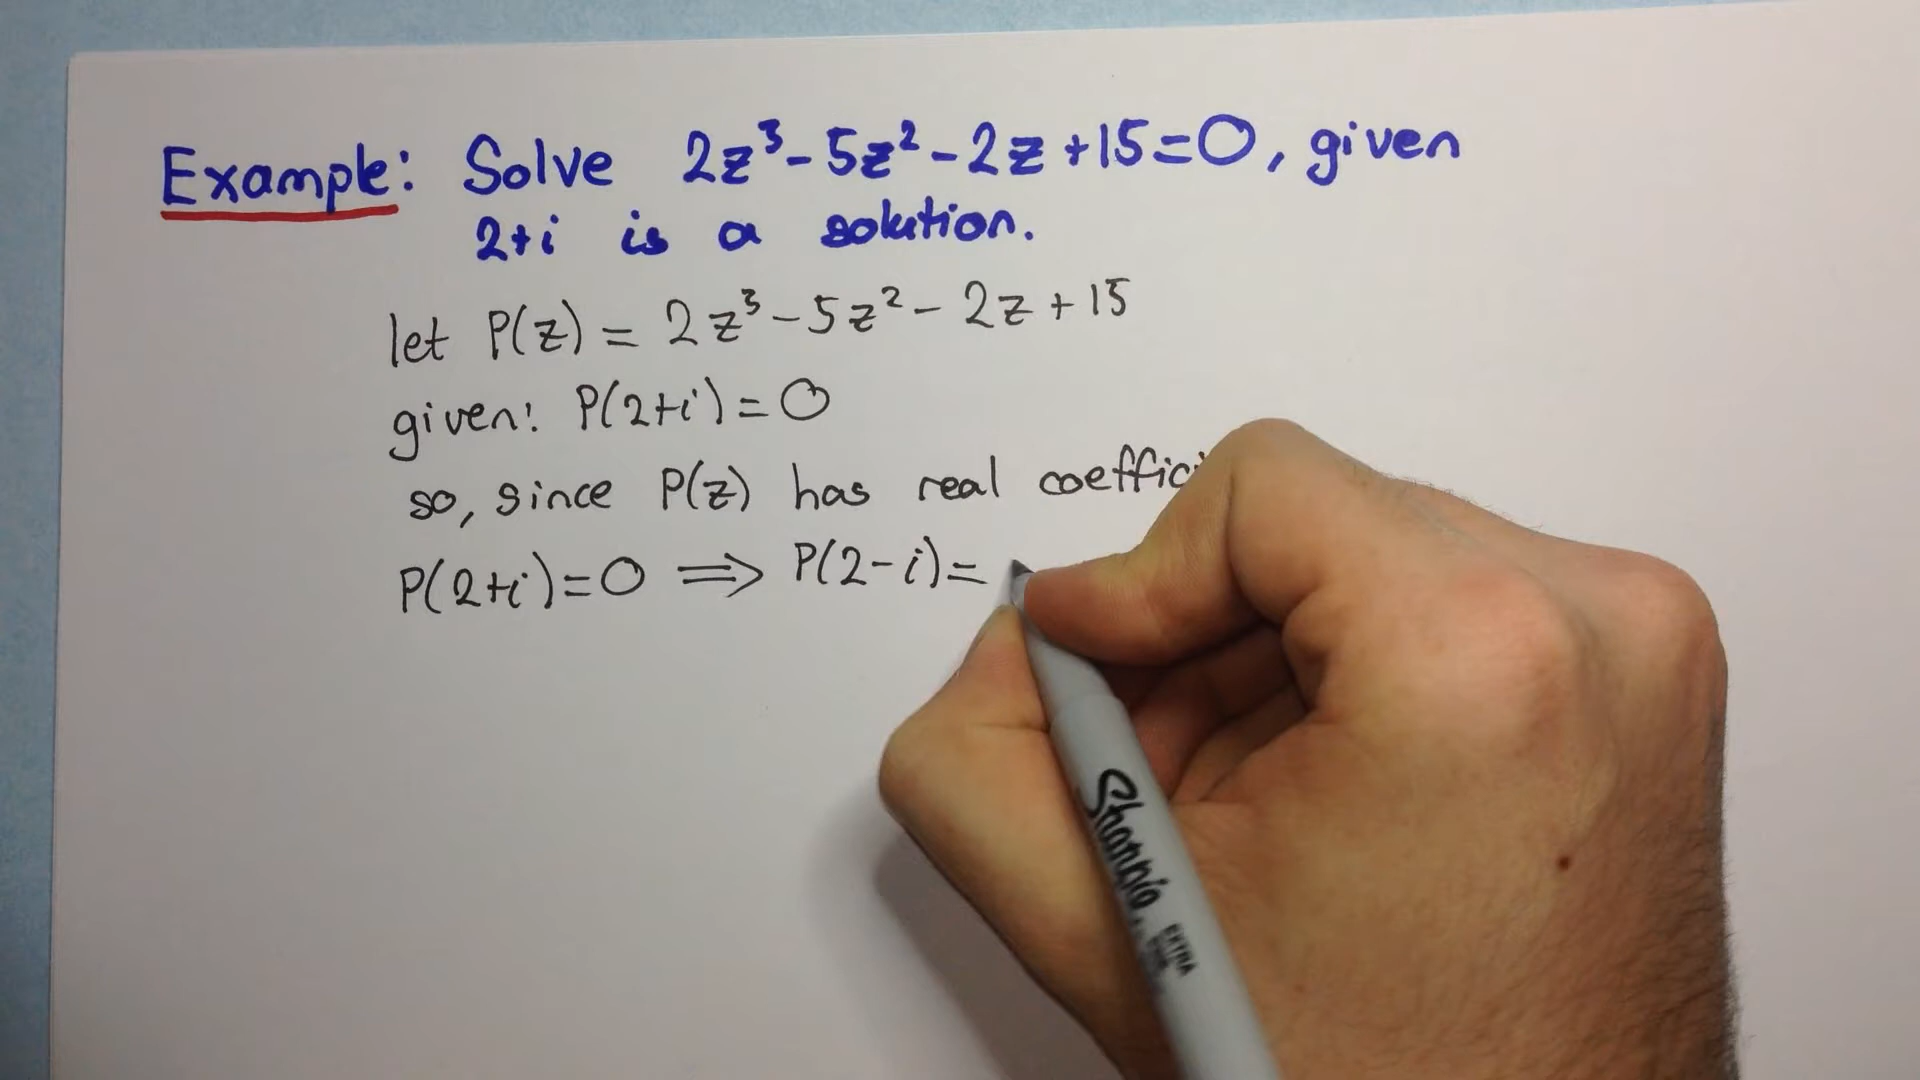 Example: Solve 2z³-5z²-2z+15=0, given
2+i is a solution.
let P(z) = 2z³-5z²-2z+15
given: P(2+i)=0
so, since P(z) has real
P(2+i)=0 ⟹ P(2-i)=
Sharpie.
EXTRA